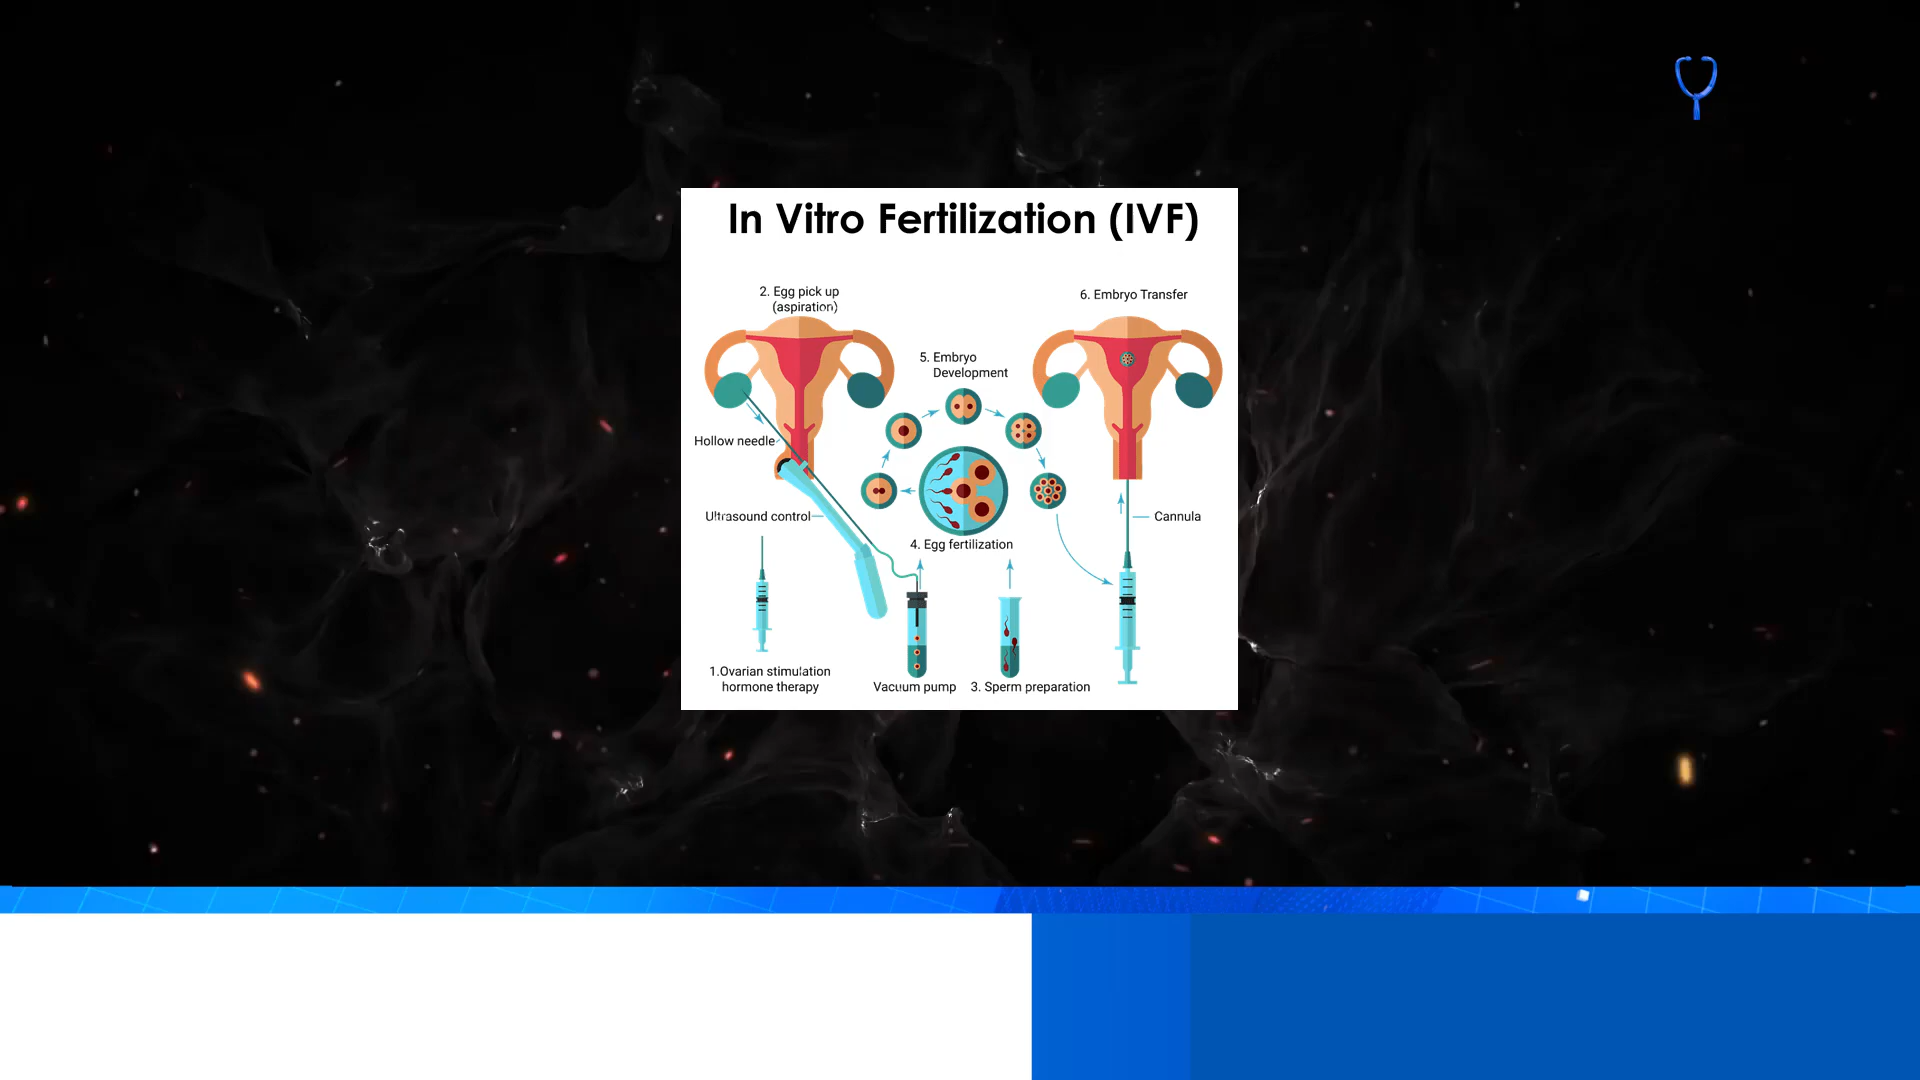 In Vitro Fertilization (IVF)
2. Egg pick up
(aspiration)
6. Embryo Transfer
5. Embryo
Development
Hollow needle
Ultrasound control
Cannula
4. Egg fertilization
1.Ovarian stimulation
hormone therapy
Vacuum pump
3. Sperm preparation